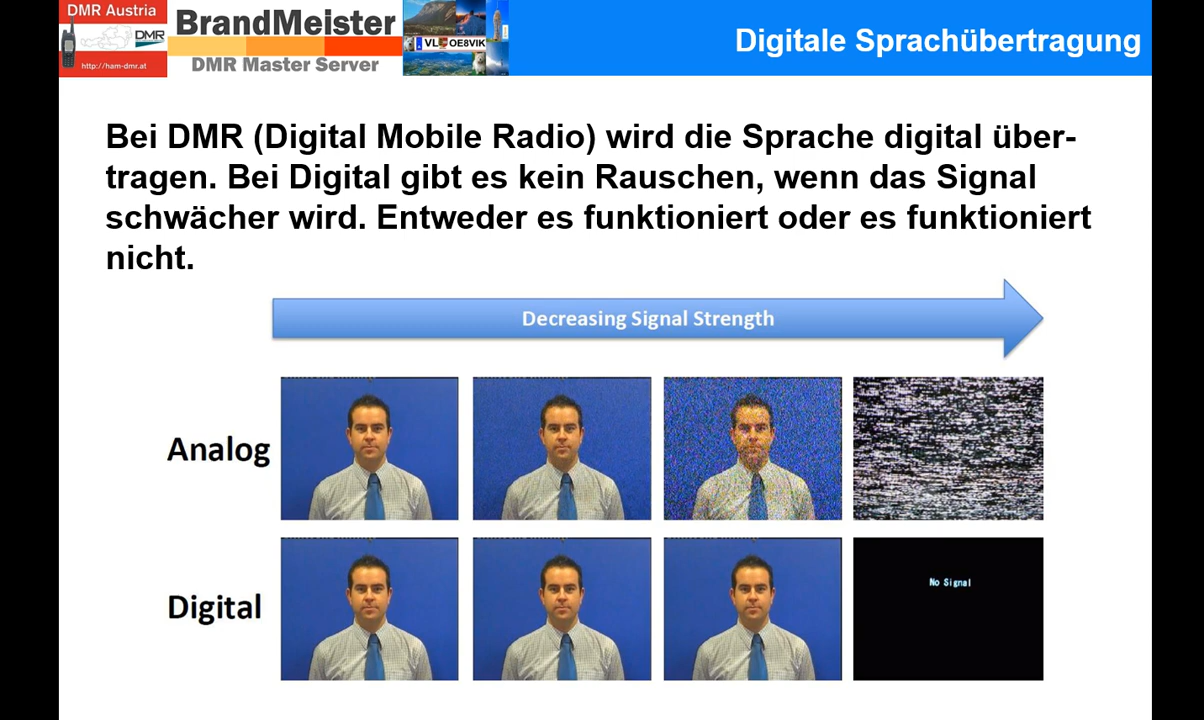 DMR Austria
DMR
http://ham-dmr.at
BrandMeister
DMR Master Server
VL OE8VIK
Digitale Sprachübertragung
Bei DMR (Digital Mobile Radio) wird die Sprache digital über-
tragen. Bei Digital gibt es kein Rauschen, wenn das Signal
schwächer wird. Entweder es funktioniert oder es funktioniert
nicht.
Decreasing Signal Strength
Analog
Digital
No Signal